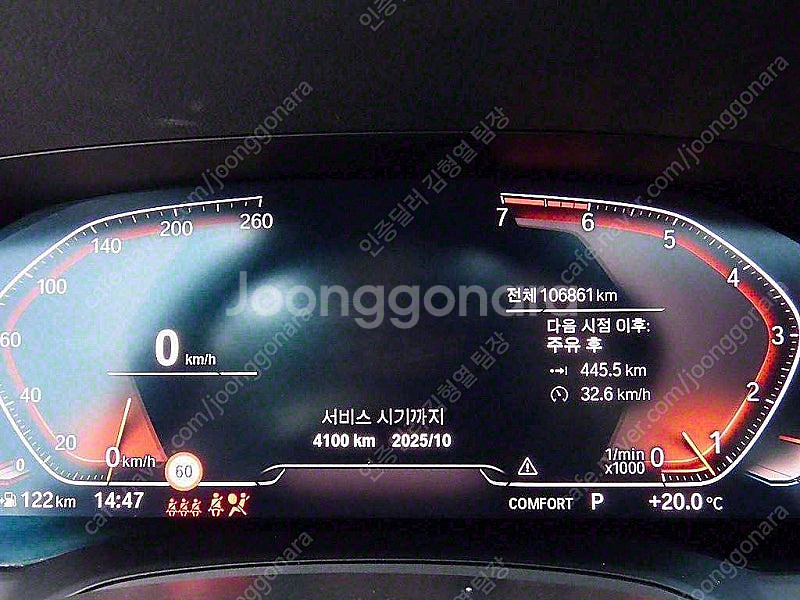 260
200
140
100
60
40
20
0
0 km/h
0 km/h
60
122 km
14:47
서비스 시기까지
4100 km 2025/10
7
6
5
4
3
2
1
0
1/min
x1000
전체 106861 km
다음 시점 이후:
주유 후
445.5 km
32.6 km/h
COMFORT P +20.0 °C
Joonggonara
cafe.naver.com/joonggonara
인증딜러 김형열 팀장